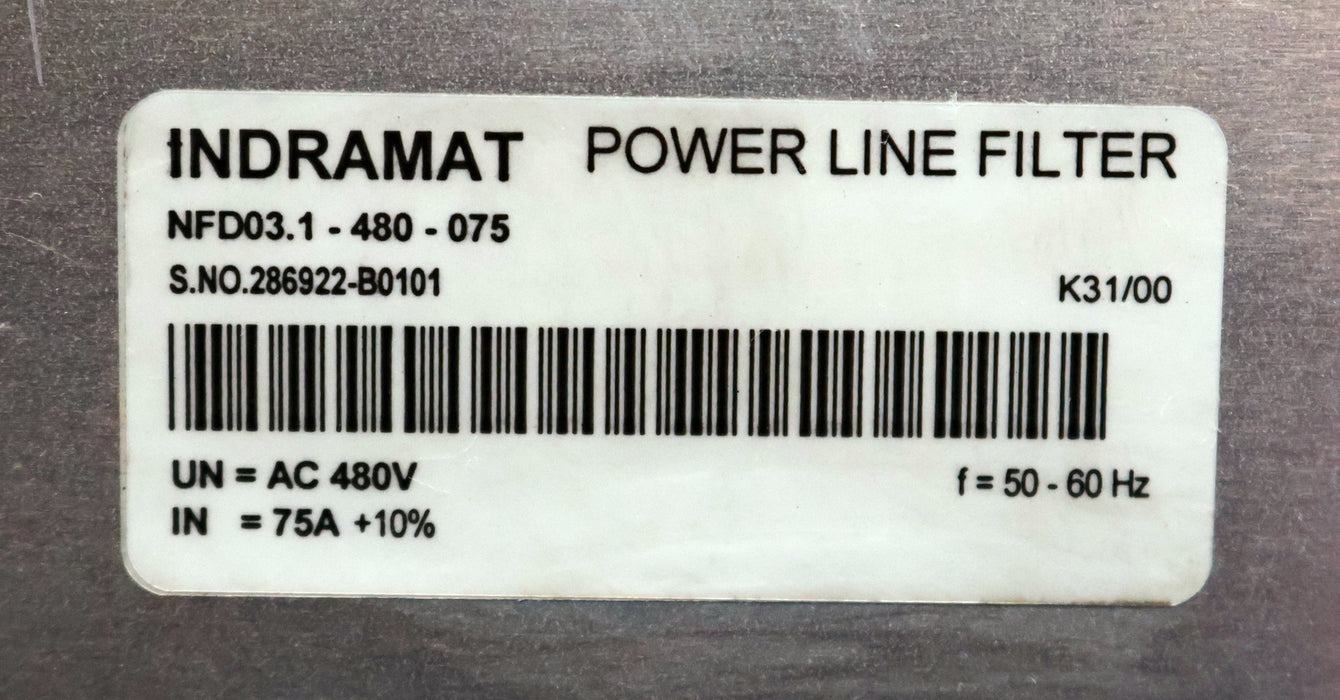 INDRAMAT POWER LINE FILTER
NFD03.1 - 480 - 075
S.NO.286922-B0101 K31/00
UN = AC 480V f = 50 - 60 Hz
IN = 75A +10%